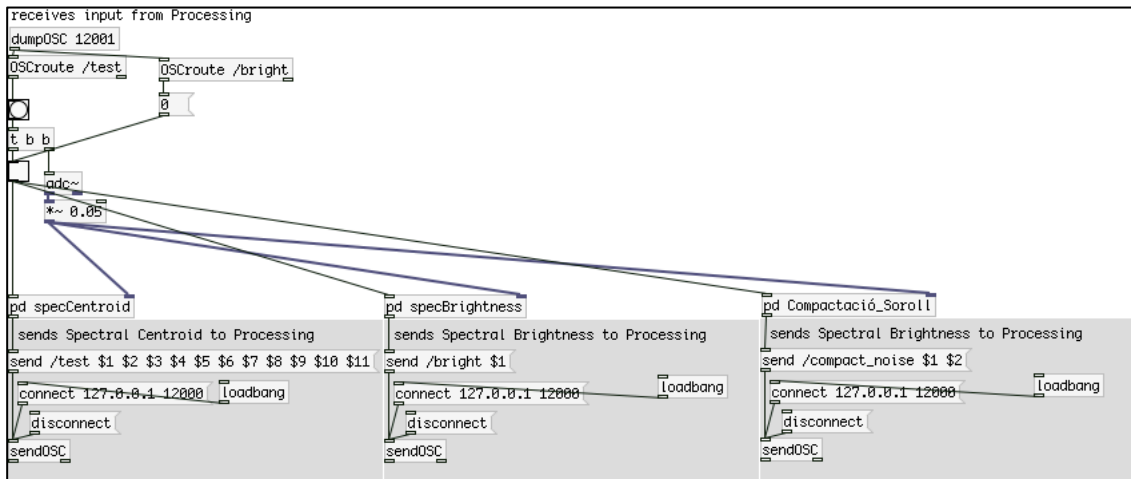 receives input from Processing
dumpOSC 12001
OSCroute /test
OSCroute /bright
0
t b b
adc~
*~ 0.05
pd specCentroid
pd specBrightness
pd Compactació_Soroll
sends Spectral Centroid to Processing
sends Spectral Brightness to Processing
sends Spectral Brightness to Processing
send /test $1 $2 $3 $4 $5 $6 $7 $8 $9 $10 $11
send /bright $1
send /compact_noise $1 $2
connect 127.0.0.1 12000
loadbang
connect 127.0.0.1 12000
loadbang
connect 127.0.0.1 12000
loadbang
disconnect
disconnect
disconnect
sendOSC
sendOSC
sendOSC